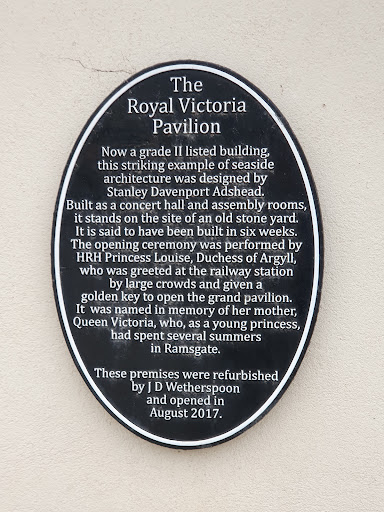 The
Royal Victoria
Pavilion
Now a grade II listed building,
this striking example of seaside
architecture was designed by
Stanley Davenport Adshead.
Built as a concert hall and assembly rooms,
it stands on the site of an old stone yard.
It is said to have been built in six weeks.
The opening ceremony was performed by
HRH Princess Louise, Duchess of Argyll,
who was greeted at the railway station
by large crowds and given a
golden key to open the grand pavilion.
It was named in memory of her mother,
Queen Victoria, who, as a young princess,
had spent several summers
in Ramsgate.
These premises were refurbished
by J D Wetherspoon
and opened in
August 2017.